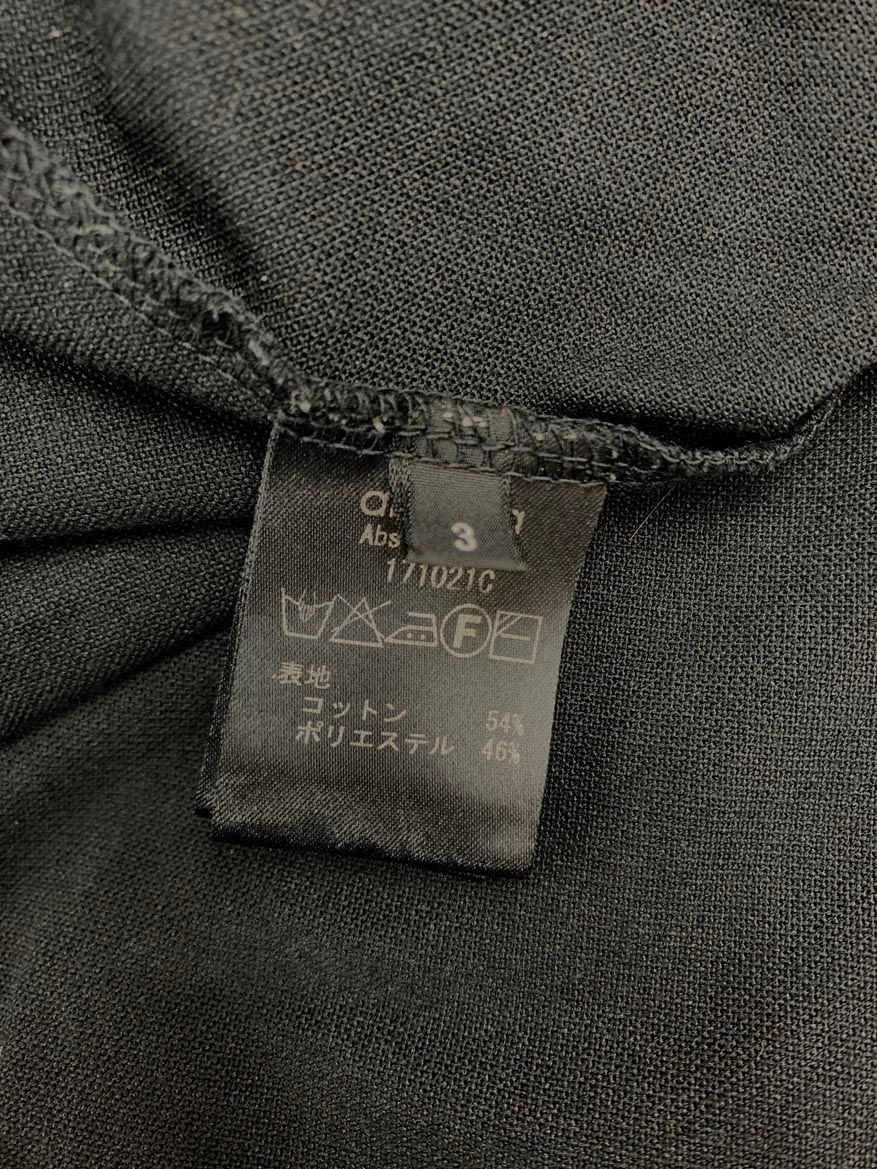 3
171021C
F
表地
コットン 54%
ポリエステル 46%